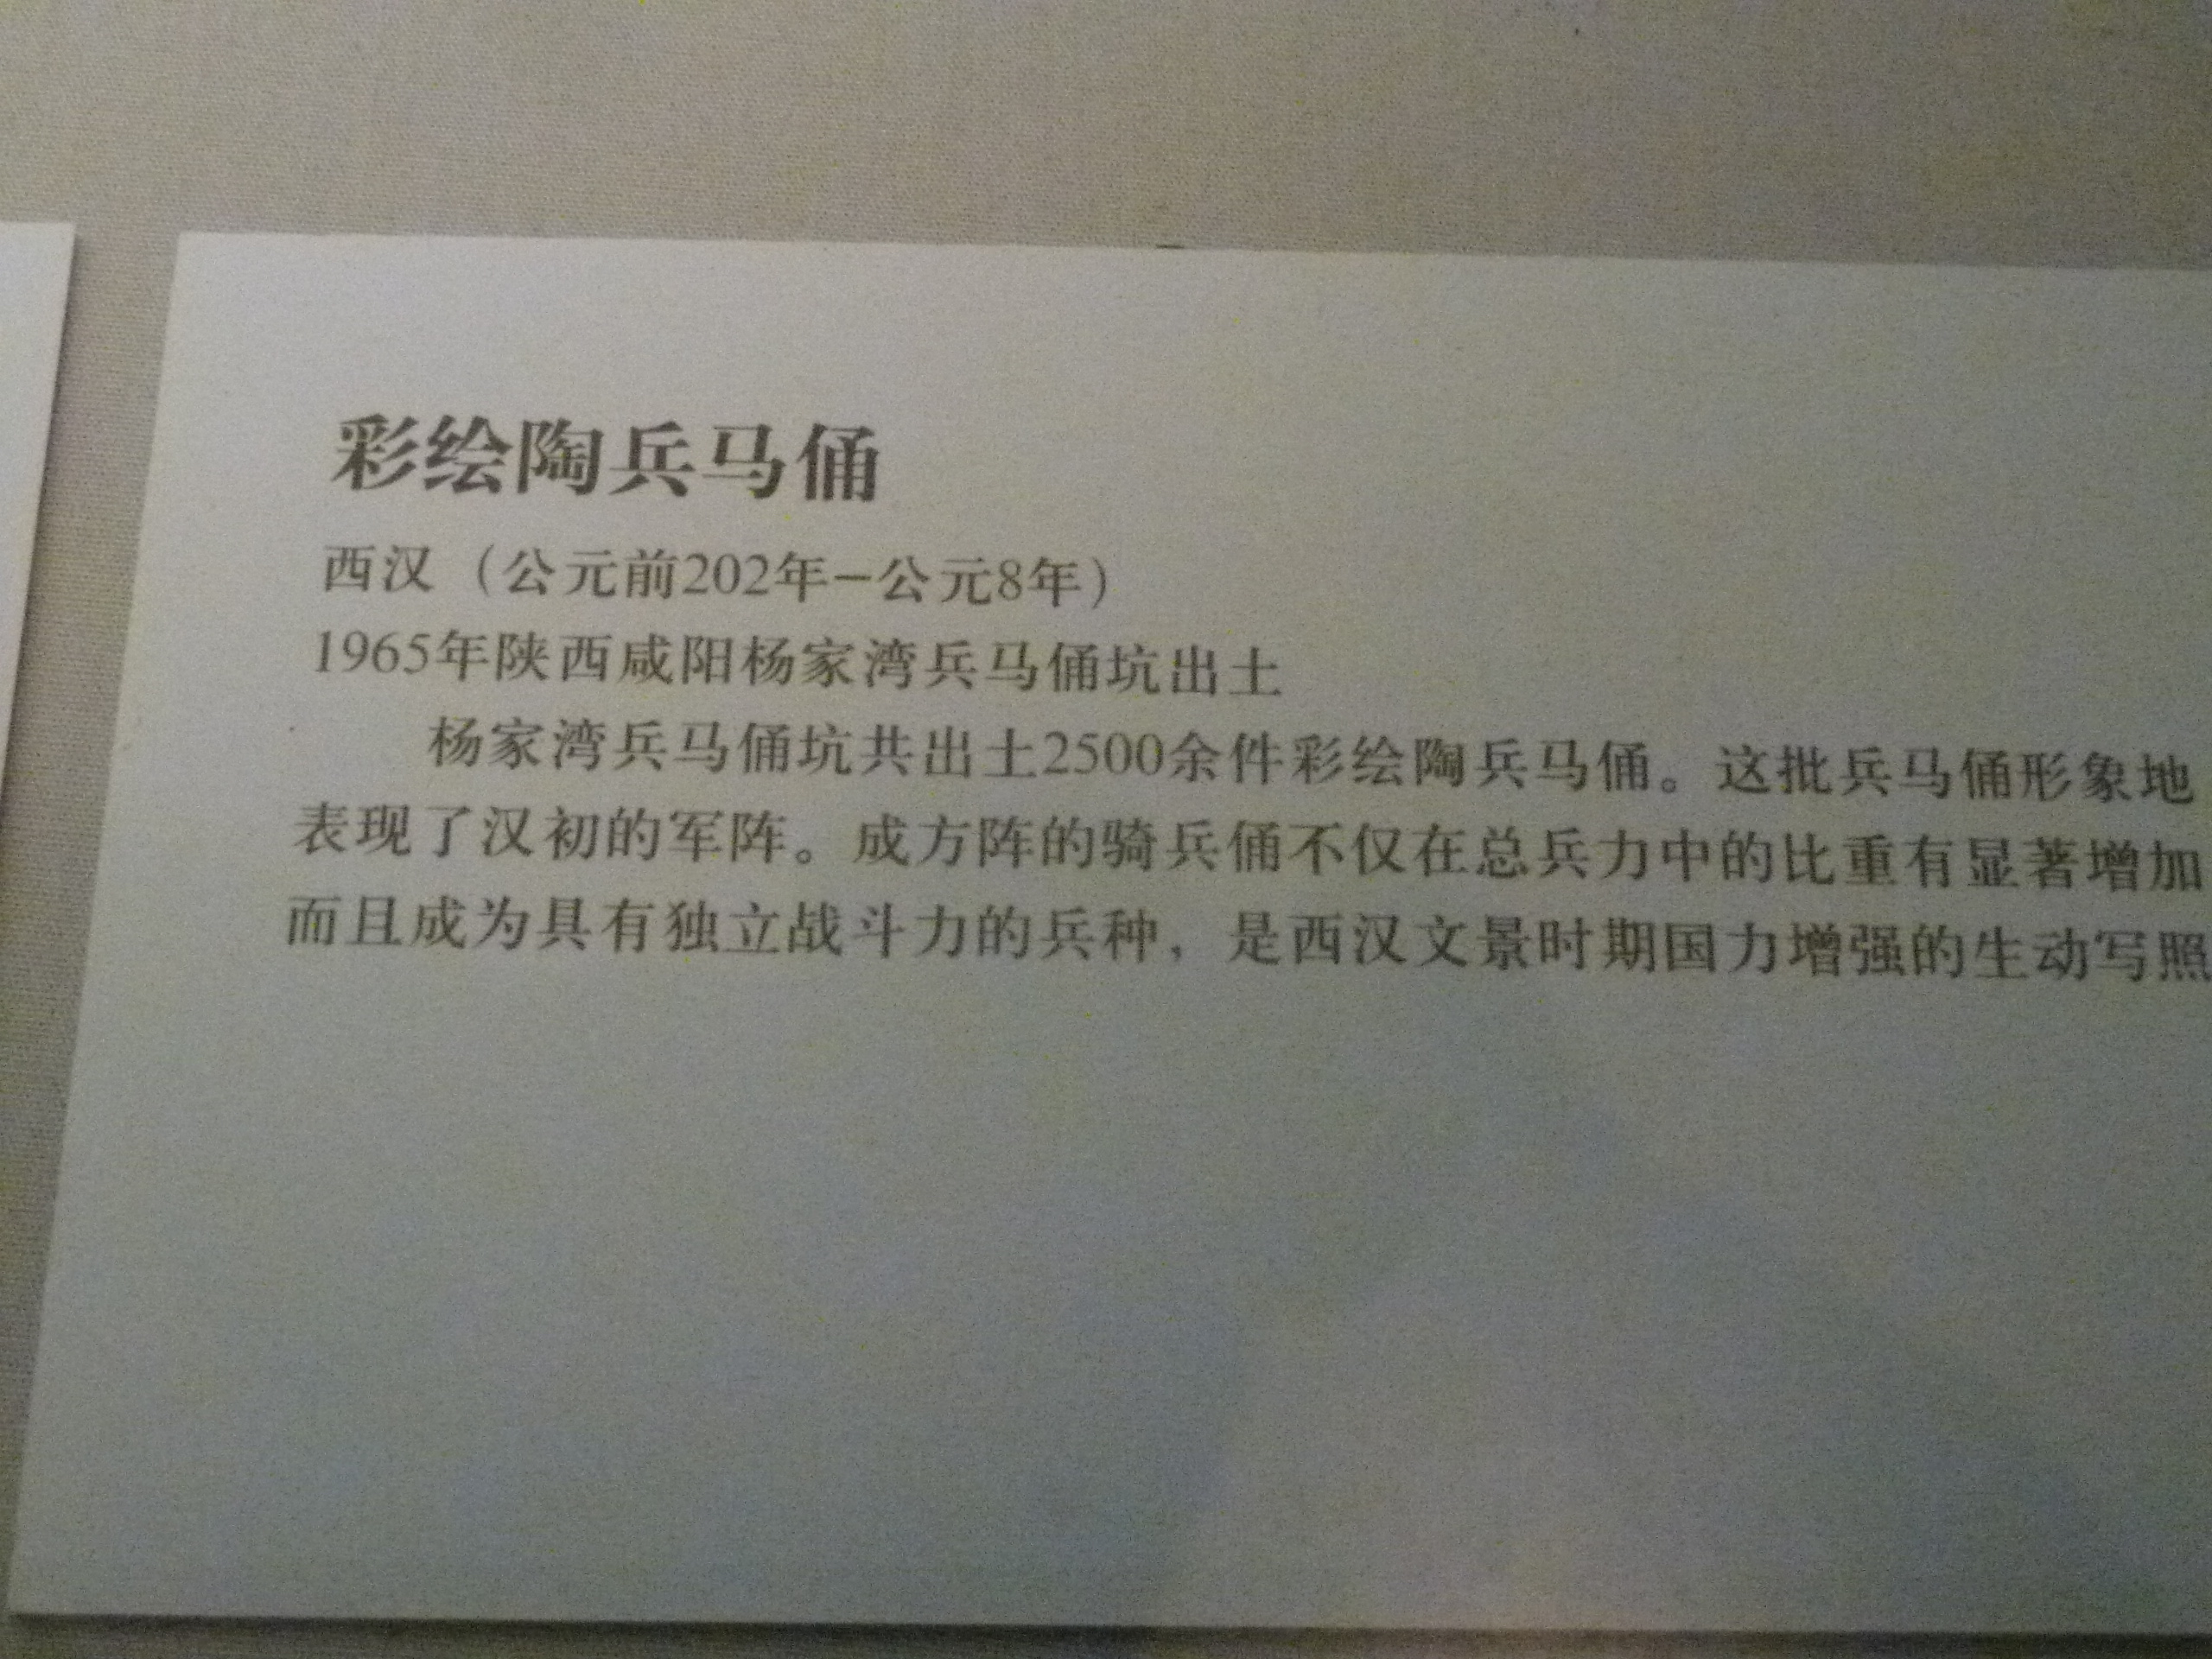 彩绘陶兵马俑
西汉（公元前202年－公元8年）
1965年陕西咸阳杨家湾兵马俑坑出土
杨家湾兵马俑坑共出土2500余件彩绘陶兵马俑。这批兵马俑形象地
表现了汉初的军阵。成方阵的骑兵俑不仅在总兵力中的比重有显著增加
而且成为具有独立战斗力的兵种，是西汉文景时期国力增强的生动写照